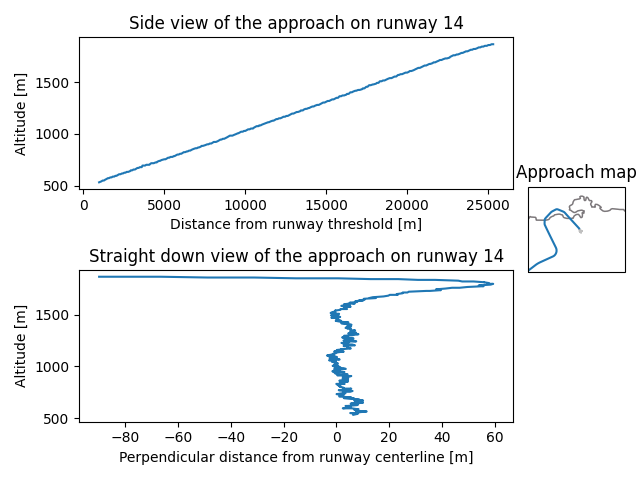 Side view of the approach on runway 14
Altitude [m]
1500
1000
500
0 5000 10000 15000 20000 25000
Distance from runway threshold [m]
Approach map
Straight down view of the approach on runway 14
Altitude [m]
1500
1000
500
−80 −60 −40 −20 0 20 40 60
Perpendicular distance from runway centerline [m]